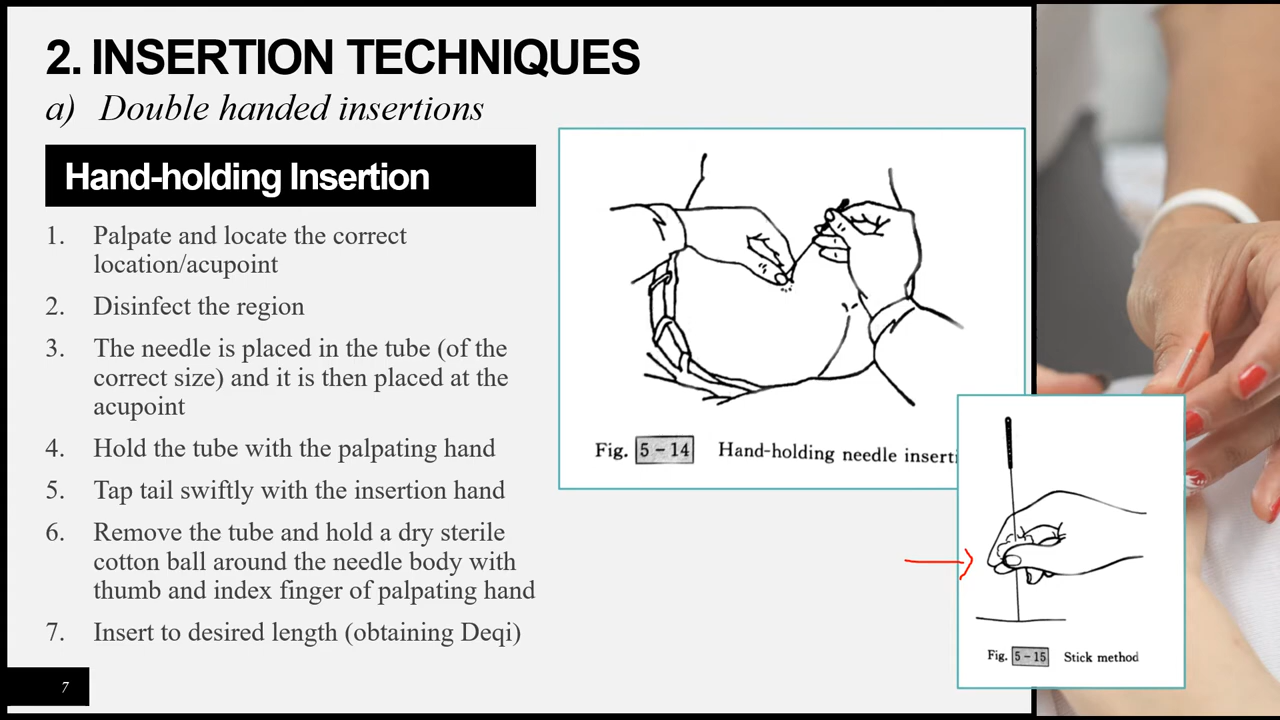 2. INSERTION TECHNIQUES
a) Double handed insertions
Hand-holding Insertion
1. Palpate and locate the correct
location/acupoint
2. Disinfect the region
3. The needle is placed in the tube (of the
correct size) and it is then placed at the
acupoint
4. Hold the tube with the palpating hand
5. Tap tail swiftly with the insertion hand
6. Remove the tube and hold a dry sterile
cotton ball around the needle body with
thumb and index finger of palpating hand
7. Insert to desired length (obtaining Deqi)
Fig. 5-14 Hand-holding needle inserti
Fig. 5-15 Stick method
7